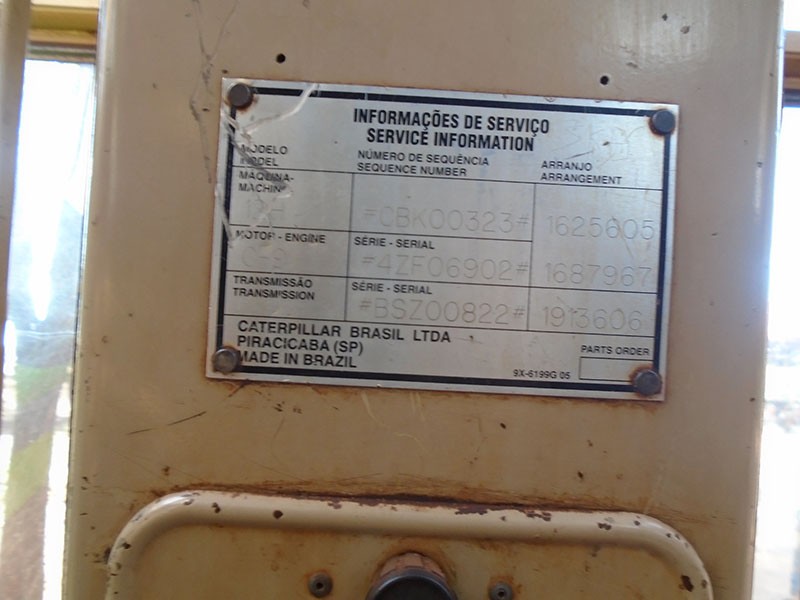 INFORMAÇÕES DE SERVIÇO
SERVICE INFORMATION
MODELO
MODEL
NÚMERO DE SEQUÊNCIA
SEQUENCE NUMBER
ARRANJO
ARRANGEMENT
MAQUINA-
MACHINE
12H
#CBK00323#
1625605
MOTOR - ENGINE
SÉRIE - SERIAL
#4ZF06902#
1687967
TRANSMISSÃO
TRANSMISSION
SÉRIE - SERIAL
#BSZ00822#
1913606
CATERPILLAR BRASIL LTDA
PIRACICABA (SP)
MADE IN BRAZIL
PARTS ORDER
9X-6199G 05